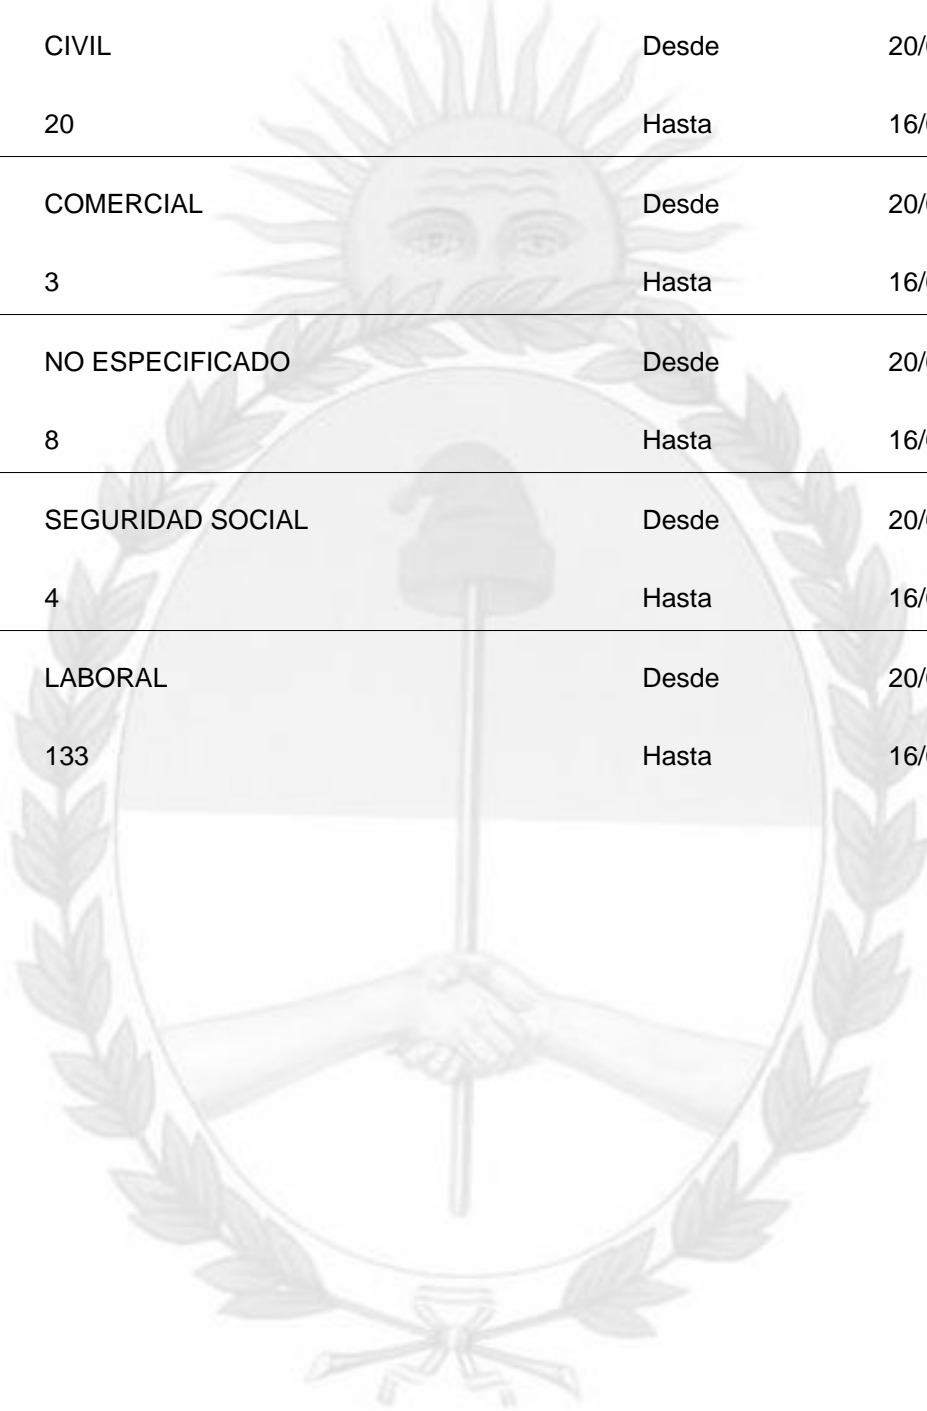 CIVIL Desde 20/
20 Hasta 16/
COMERCIAL Desde 20/
3 Hasta 16/
NO ESPECIFICADO Desde 20/
8 Hasta 16/
SEGURIDAD SOCIAL Desde 20/
4 Hasta 16/
LABORAL Desde 20/
133 Hasta 16/